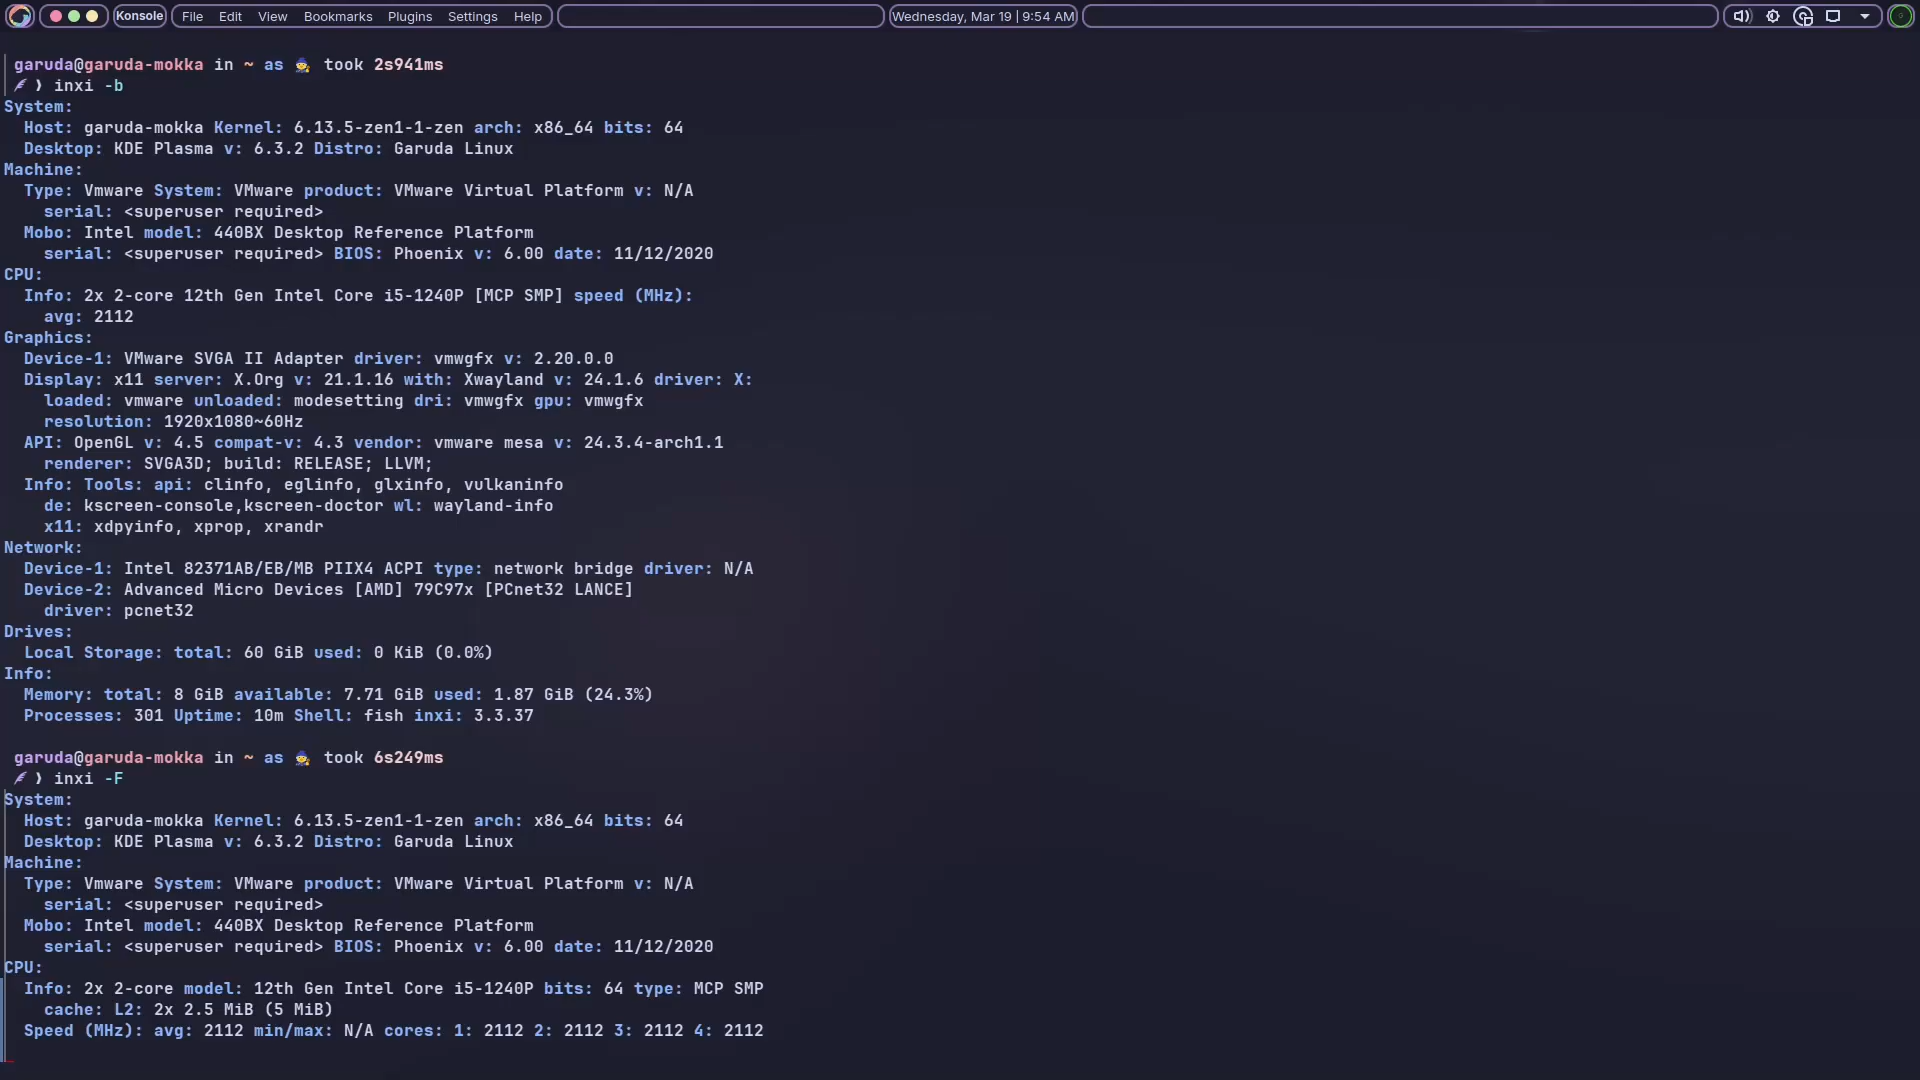 Konsole File Edit View Bookmarks Plugins Settings Help Wednesday, Mar 19 | 9:54 AM
garuda@garuda-mokka in ~ as 🧙 took 2s941ms
❯ inxi -b
System:
Host: garuda-mokka Kernel: 6.13.5-zen1-1-zen arch: x86_64 bits: 64
Desktop: KDE Plasma v: 6.3.2 Distro: Garuda Linux
Machine:
Type: Vmware System: VMware product: VMware Virtual Platform v: N/A
serial: <superuser required>
Mobo: Intel model: 440BX Desktop Reference Platform
serial: <superuser required> BIOS: Phoenix v: 6.00 date: 11/12/2020
CPU:
Info: 2x 2-core 12th Gen Intel Core i5-1240P [MCP SMP] speed (MHz):
avg: 2112
Graphics:
Device-1: VMware SVGA II Adapter driver: vmwgfx v: 2.20.0.0
Display: x11 server: X.Org v: 21.1.16 with: Xwayland v: 24.1.6 driver: X:
loaded: vmware unloaded: modesetting dri: vmwgfx gpu: vmwgfx
resolution: 1920x1080~60Hz
API: OpenGL v: 4.5 compat-v: 4.3 vendor: vmware mesa v: 24.3.4-arch1.1
renderer: SVGA3D; build: RELEASE; LLVM;
Info: Tools: api: clinfo, eglinfo, glxinfo, vulkaninfo
de: kscreen-console,kscreen-doctor wl: wayland-info
x11: xdpyinfo, xprop, xrandr
Network:
Device-1: Intel 82371AB/EB/MB PIIX4 ACPI type: network bridge driver: N/A
Device-2: Advanced Micro Devices [AMD] 79C97x [PCnet32 LANCE]
driver: pcnet32
Drives:
Local Storage: total: 60 GiB used: 0 KiB (0.0%)
Info:
Memory: total: 8 GiB available: 7.71 GiB used: 1.87 GiB (24.3%)
Processes: 301 Uptime: 10m Shell: fish inxi: 3.3.37
garuda@garuda-mokka in ~ as 🧙 took 6s249ms
❯ inxi -F
System:
Host: garuda-mokka Kernel: 6.13.5-zen1-1-zen arch: x86_64 bits: 64
Desktop: KDE Plasma v: 6.3.2 Distro: Garuda Linux
Machine:
Type: Vmware System: VMware product: VMware Virtual Platform v: N/A
serial: <superuser required>
Mobo: Intel model: 440BX Desktop Reference Platform
serial: <superuser required> BIOS: Phoenix v: 6.00 date: 11/12/2020
CPU:
Info: 2x 2-core model: 12th Gen Intel Core i5-1240P bits: 64 type: MCP SMP
cache: L2: 2x 2.5 MiB (5 MiB)
Speed (MHz): avg: 2112 min/max: N/A cores: 1: 2112 2: 2112 3: 2112 4: 2112